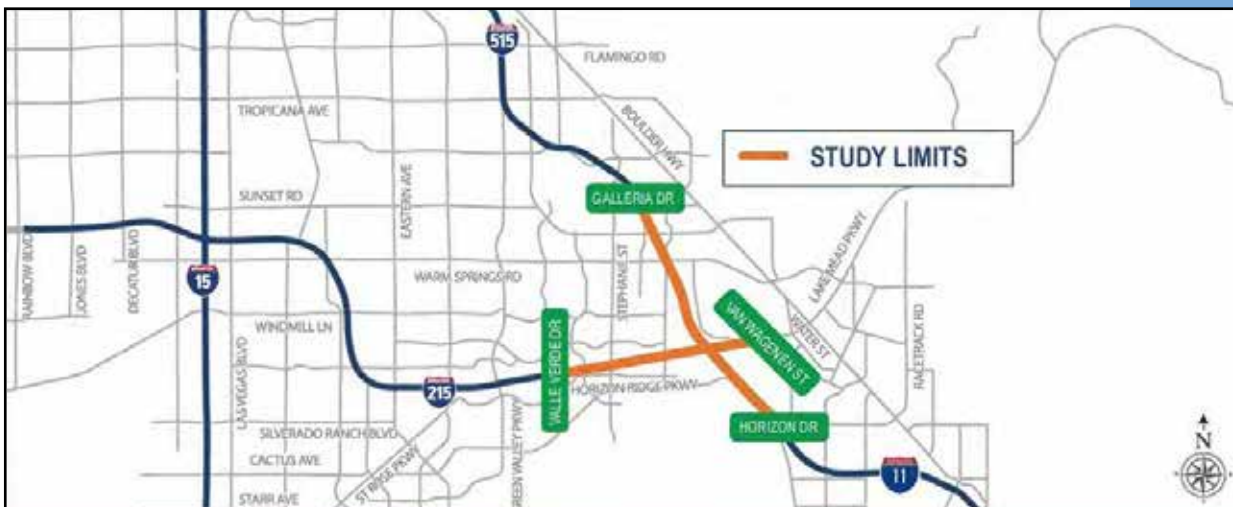 515
FLAMINGO RD
TROPICANA AVE
BOULDER HWY
STUDY LIMITS
SUNSET RD
EASTERN AVE
GALLERIA DR
RAINBOW BLVD
JONES BLVD
DECATUR BLVD
15
WARM SPRINGS RD
STEPHANIE ST
LAKE MEAD PKWY
WINDMILL LN
VALLE VERDE DR
VAN WAGENEN ST
WATER ST
RACETRACK RD
LAS VEGAS BLVD
215
HORIZON RIDGE PKWY
SILVERADO RANCH BLVD
GREEN VALLEY PKWY
HORIZON DR
CACTUS AVE
ST RIDGE PKWY
11
STARR AVE
N